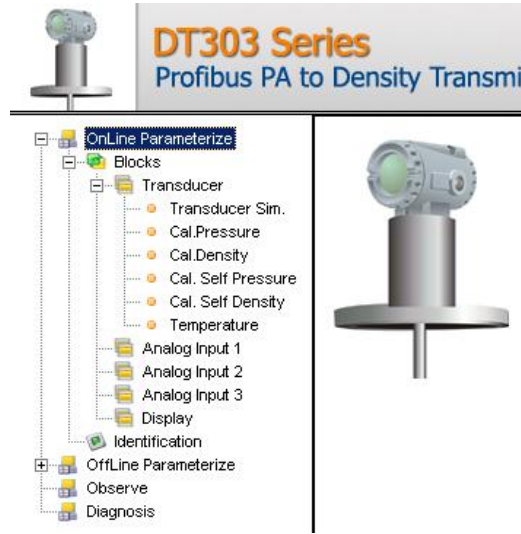 DT303 Series
Profibus PA to Density
OnLine Parameterize
Blocks
Transducer
Transducer Sim.
Cal.Pressure
Cal.Density
Cal. Self Pressure
Cal. Self Density
Temperature
Analog Input 1
Analog Input 2
Analog Input 3
Display
Identification
OffLine Parameterize
Observe
Diagnosis